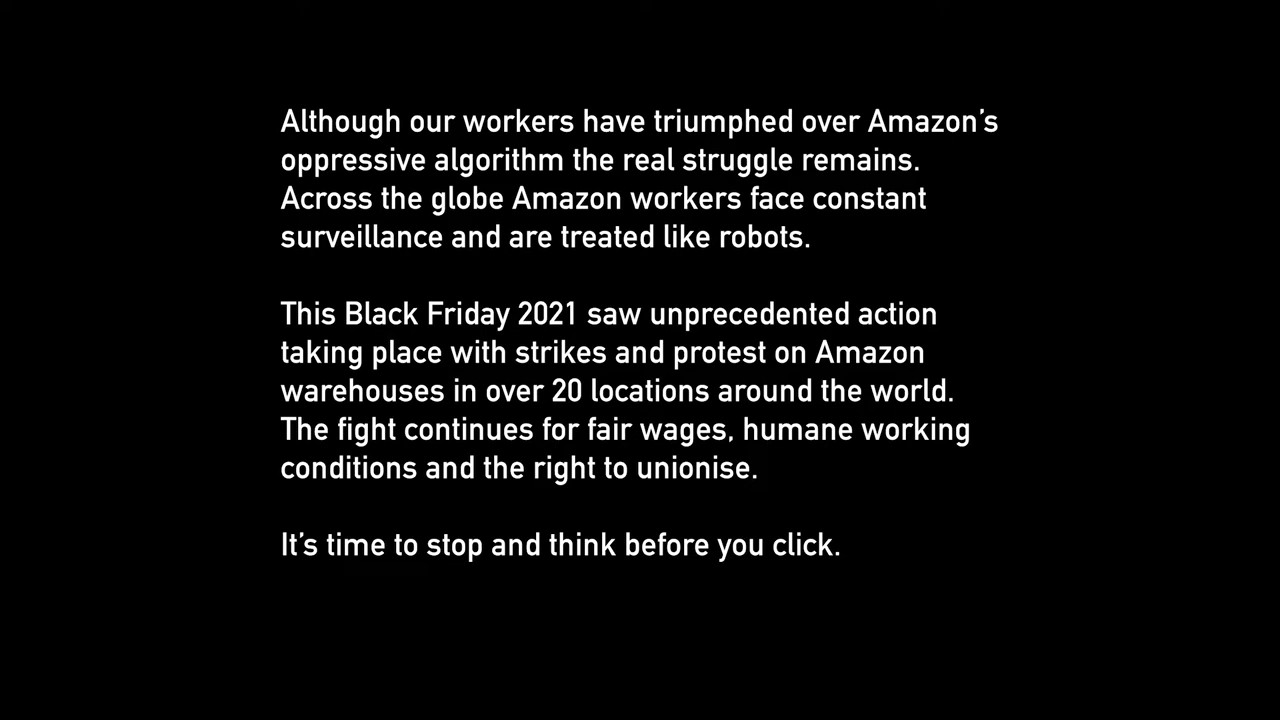 Although our workers have triumphed over Amazon’s
oppressive algorithm the real struggle remains.
Across the globe Amazon workers face constant
surveillance and are treated like robots.
This Black Friday 2021 saw unprecedented action
taking place with strikes and protest on Amazon
warehouses in over 20 locations around the world.
The fight continues for fair wages, humane working
conditions and the right to unionise.
It’s time to stop and think before you click.